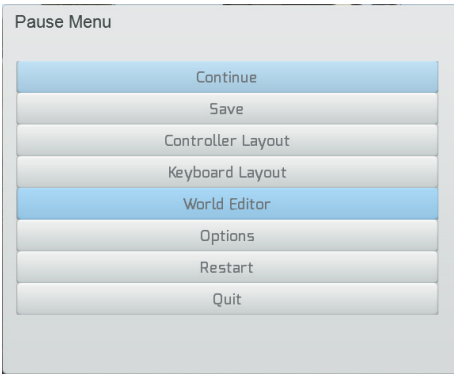 Pause Menu
Continue
Save
Controller Layout
Keyboard Layout
World Editor
Options
Restart
Quit